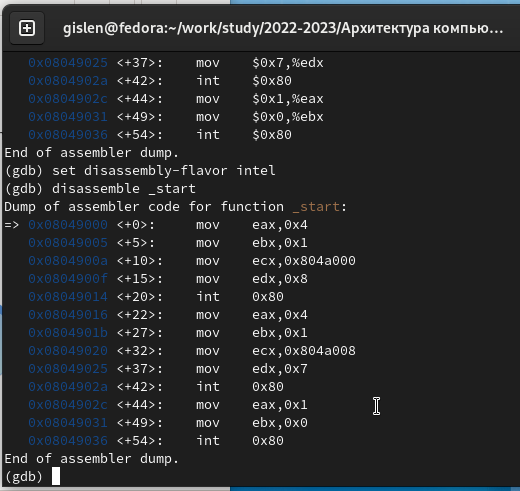 gislen@fedora:~/work/study/2022-2023/Архитектура компью...
0x08049025 <+37>: mov $0x7,%edx
0x0804902a <+42>: int $0x80
0x0804902c <+44>: mov $0x1,%eax
0x08049031 <+49>: mov $0x0,%ebx
0x08049036 <+54>: int $0x80
End of assembler dump.
(gdb) set disassembly-flavor intel
(gdb) disassemble _start
Dump of assembler code for function _start:
=> 0x08049000 <+0>: mov eax,0x4
0x08049005 <+5>: mov ebx,0x1
0x0804900a <+10>: mov ecx,0x804a000
0x0804900f <+15>: mov edx,0x8
0x08049014 <+20>: int 0x80
0x08049016 <+22>: mov eax,0x4
0x0804901b <+27>: mov ebx,0x1
0x08049020 <+32>: mov ecx,0x804a008
0x08049025 <+37>: mov edx,0x7
0x0804902a <+42>: int 0x80
0x0804902c <+44>: mov eax,0x1
0x08049031 <+49>: mov ebx,0x0
0x08049036 <+54>: int 0x80
End of assembler dump.
(gdb)